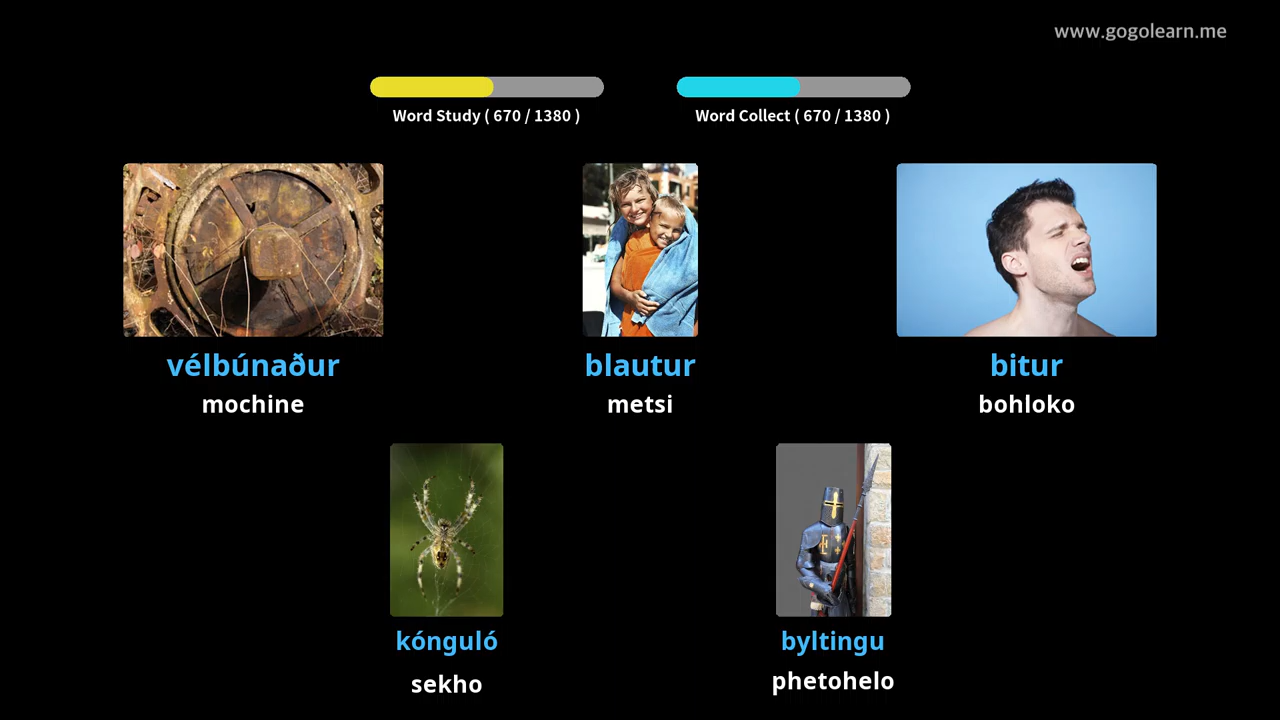 www.gogolearn.me
Word Study ( 670 / 1380 )
Word Collect ( 670 / 1380 )
vélbúnaður
mochine
blautur
metsi
bitur
bohloko
kónguló
sekho
byltingu
phetohelo